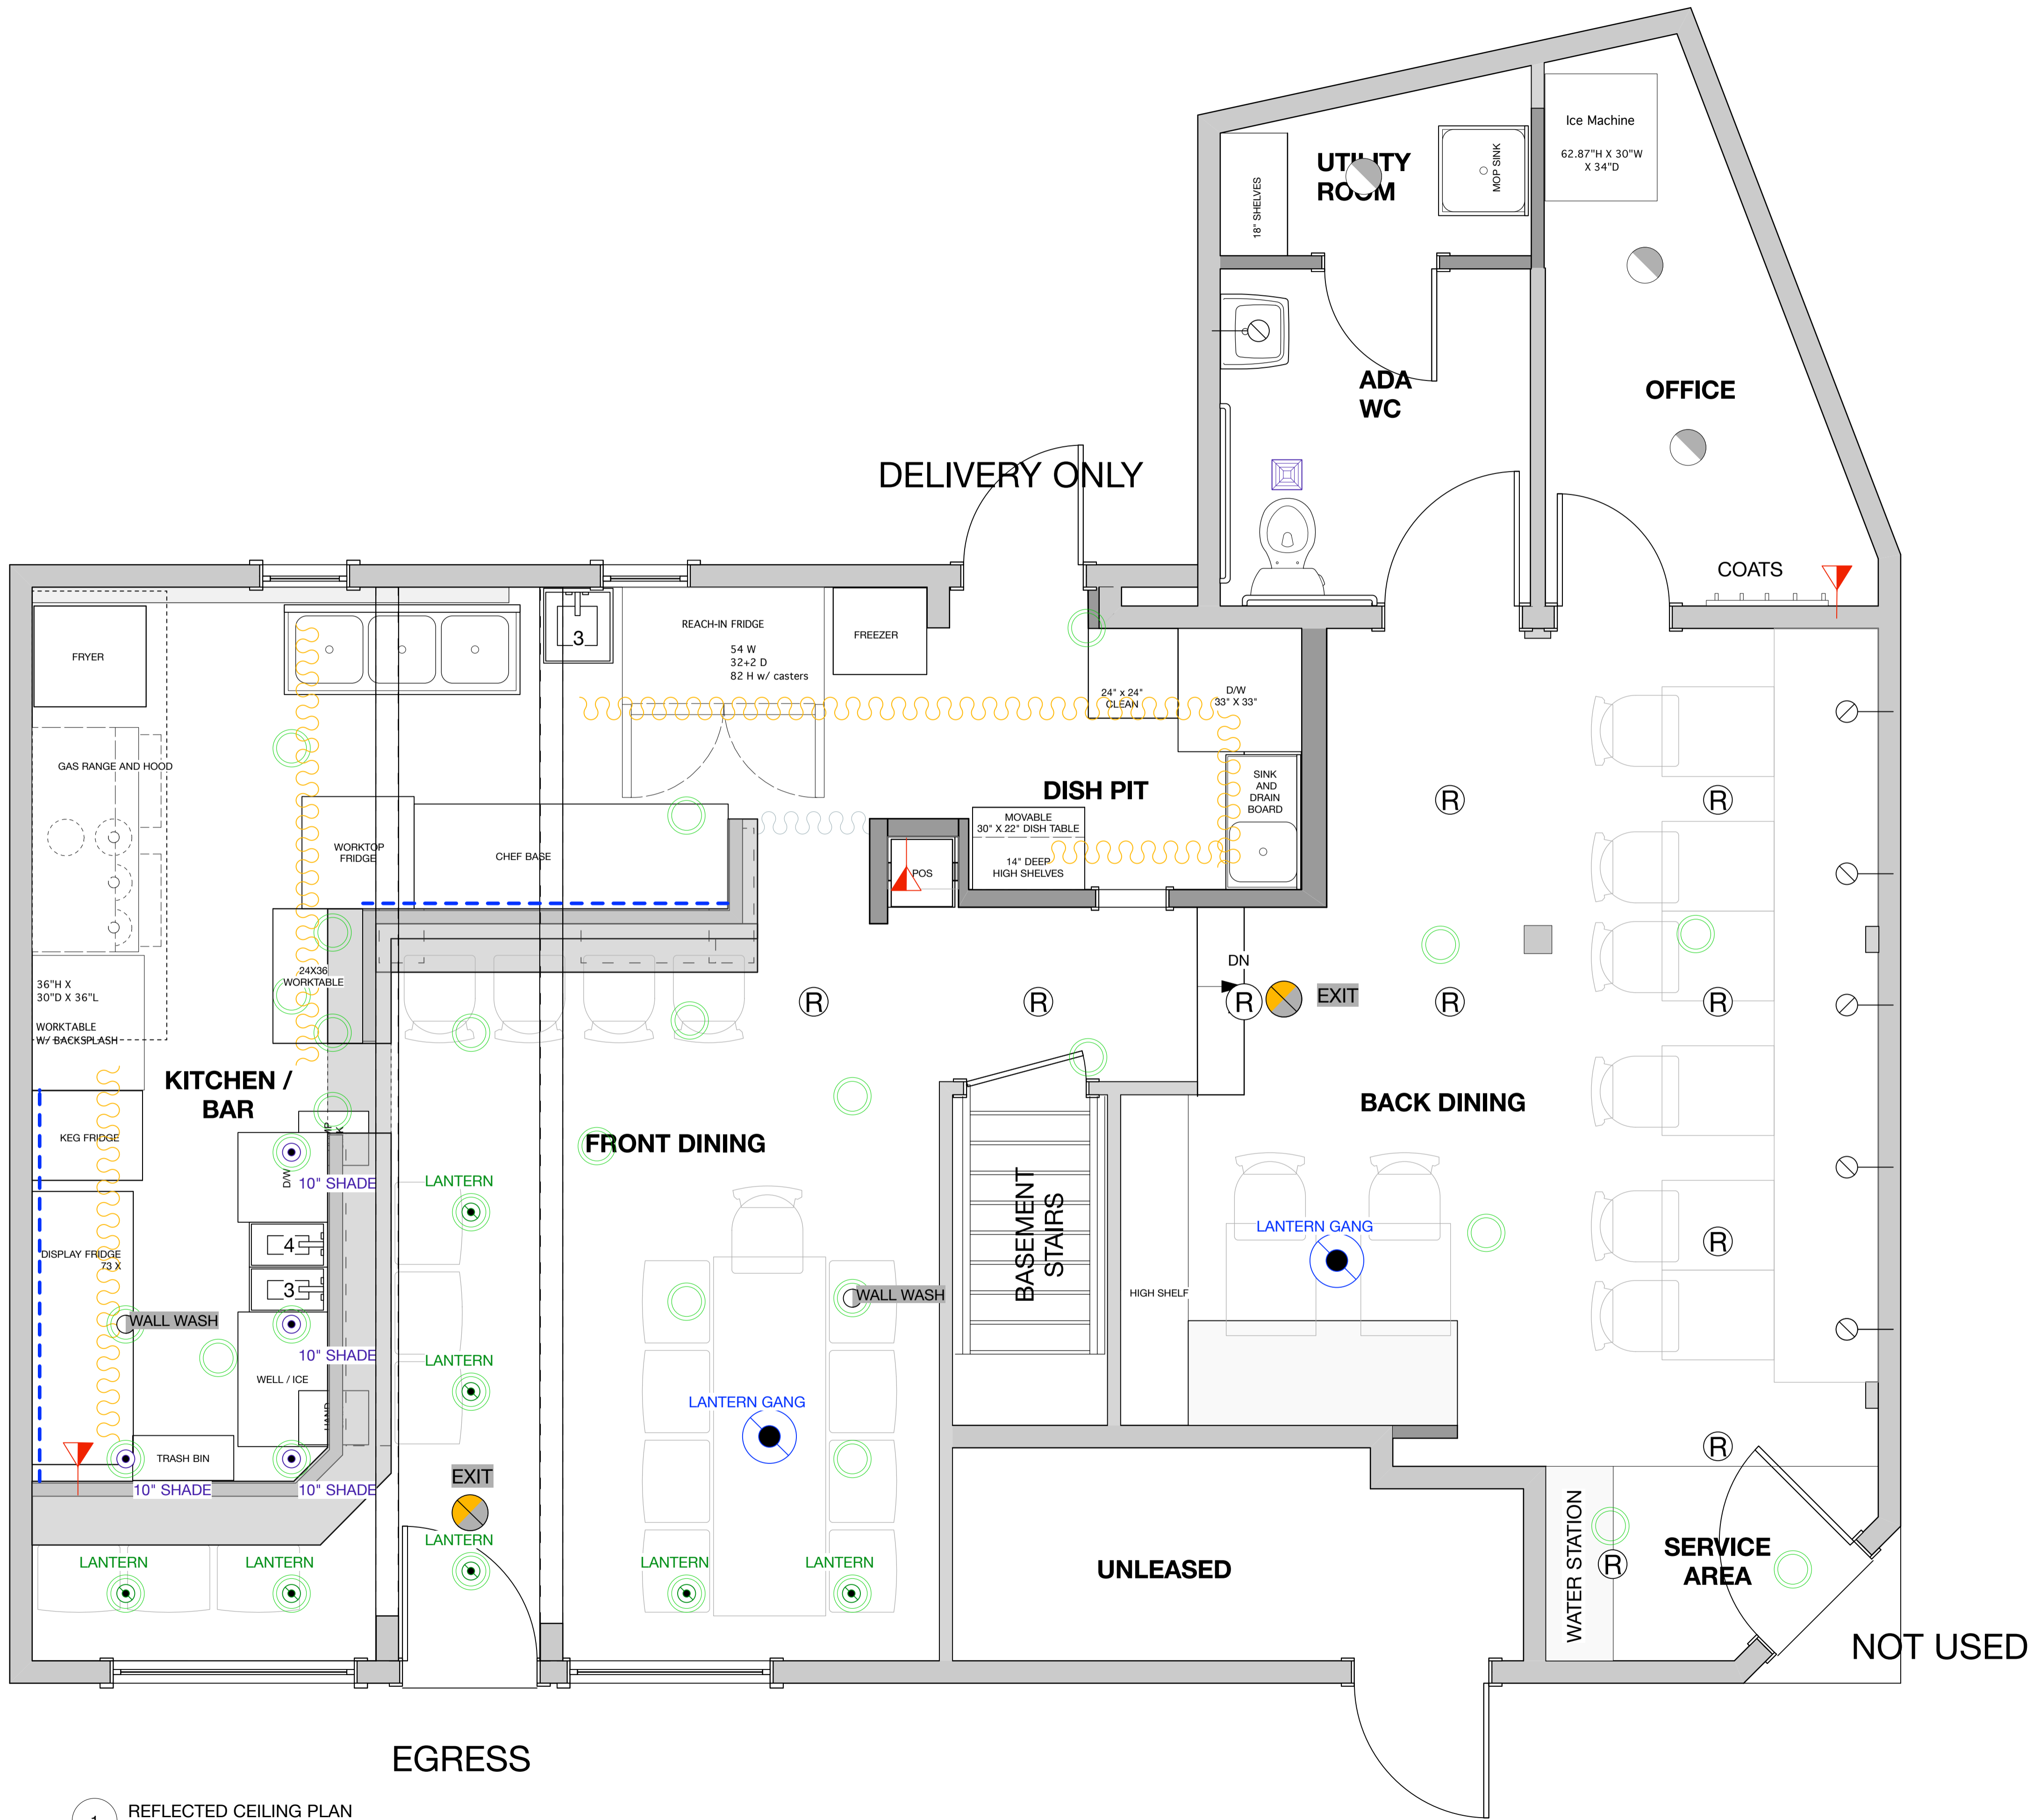 Ice Machine
62.87"H X 30"W
X 34"D
UTILITY
ROOM
MOP SINK
18" SHELVES
ADA
WC
OFFICE
DELIVERY ONLY
COATS
FRYER
3
REACH-IN FRIDGE
54 W
32+2 D
82 H w/ casters
FREEZER
24" x 24"
CLEAN
D/W
33" X 33"
GAS RANGE AND HOOD
DISH PIT
SINK
AND
DRAIN
BOARD
R
R
MOVABLE
30" X 22" DISH TABLE
WORKTOP
FRIDGE
CHEF BASE
14" DEEP
HIGH SHELVES
POS
DN
24X36
WORKTABLE
36"H X
30"D X 36"L
WORKTABLE
W/ BACKSPLASH
R
R
R
EXIT
R
R
KITCHEN /
BAR
BACK DINING
KEG FRIDGE
FRONT DINING
D/W
10" SHADE
LANTERN
BASEMENT
STAIRS
LANTERN GANG
4
DISPLAY FRIDGE
73 X
R
3
HIGH SHELF
WALL WASH
WALL WASH
10" SHADE
LANTERN
WELL / ICE
LANTERN GANG
HAND
TRASH BIN
R
EXIT
10" SHADE
10" SHADE
LANTERN
WATER STATION
SERVICE
AREA
R
LANTERN
LANTERN
LANTERN
LANTERN
UNLEASED
NOT USED
EGRESS
REFLECTED CEILING PLAN